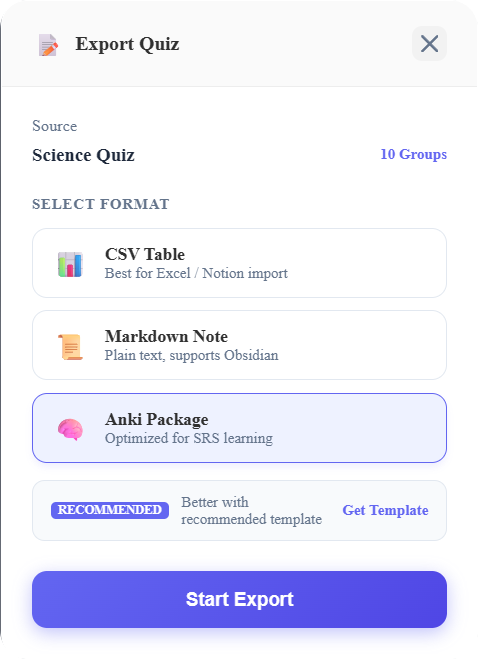 Export Quiz
Source
Science Quiz
10 Groups
SELECT FORMAT
CSV Table
Best for Excel / Notion import
Markdown Note
Plain text, supports Obsidian
Anki Package
Optimized for SRS learning
RECOMMENDED
Better with
recommended template
Get Template
Start Export